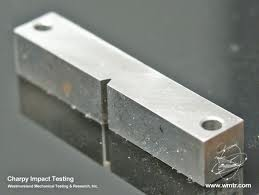 Charpy Impact Testing
Westmoreland Mechanical Testing & Research, Inc.
www.wmtr.com